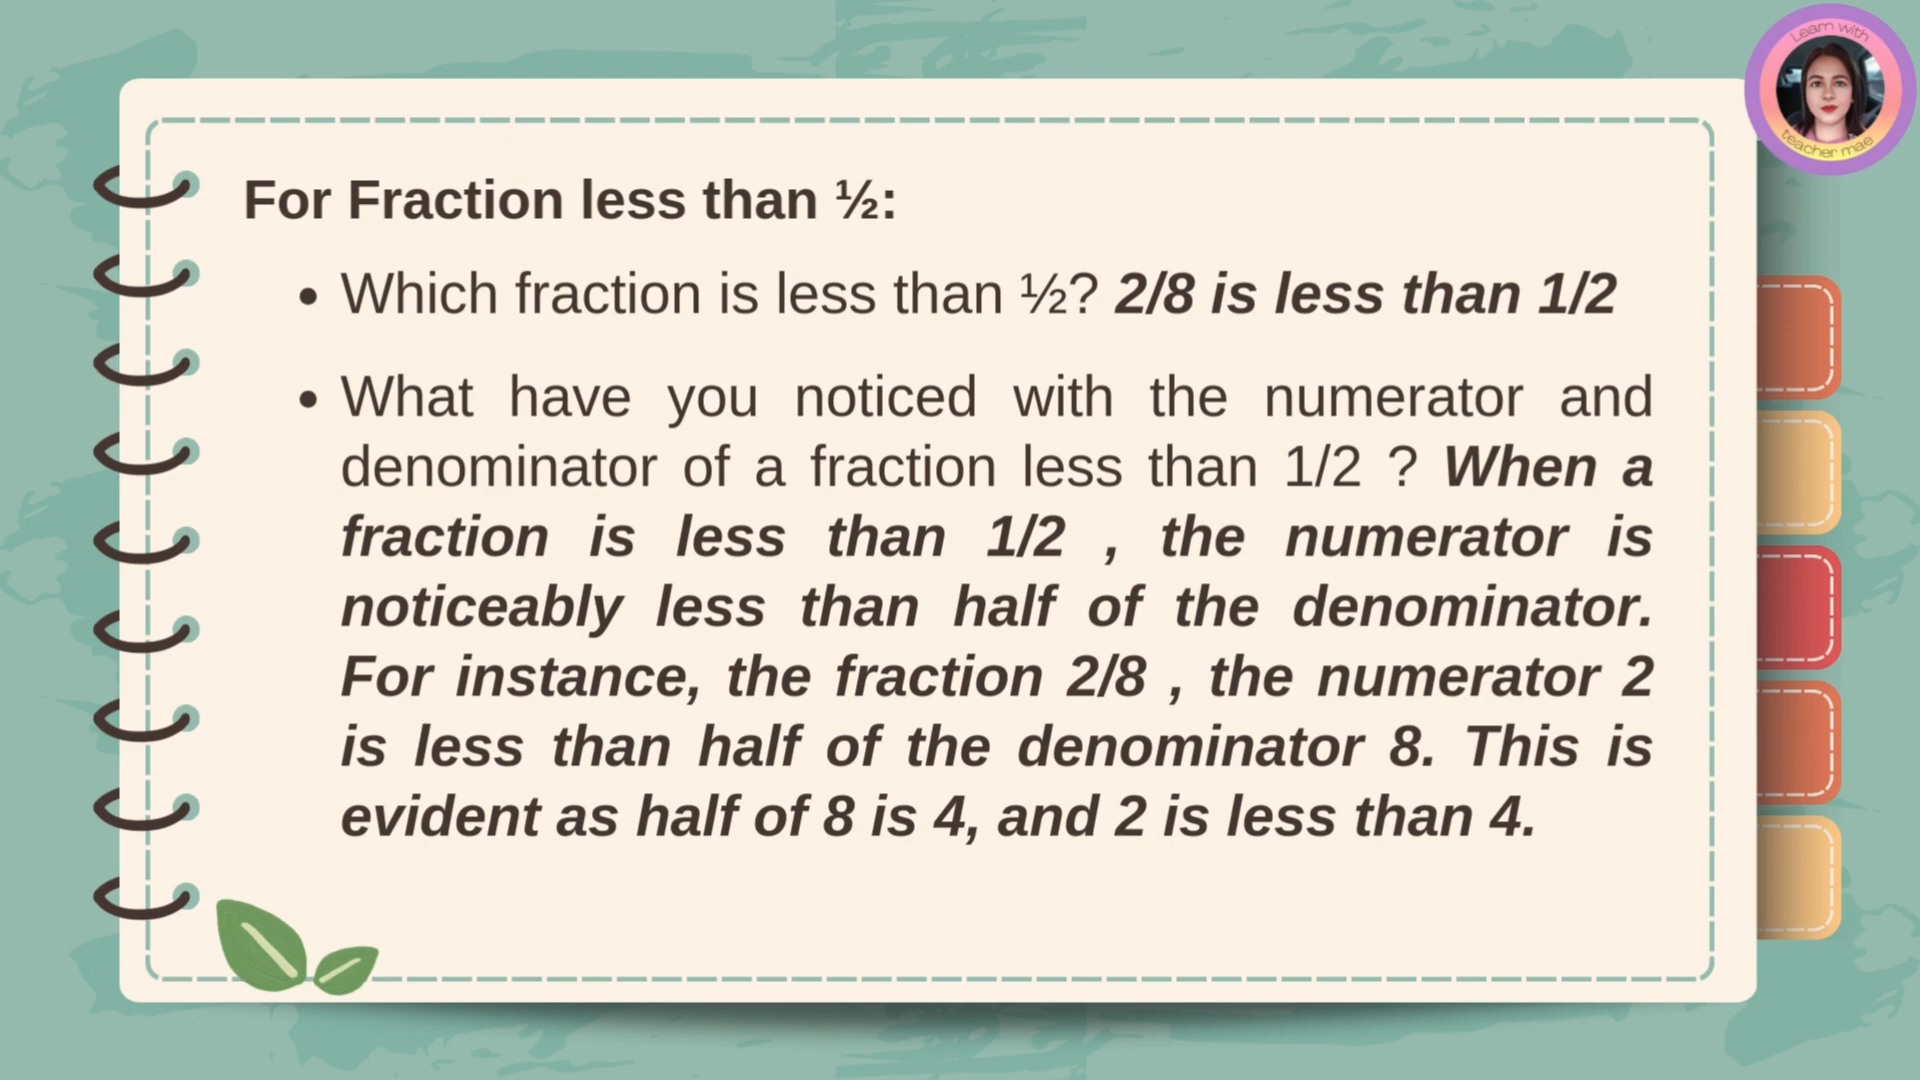 Learn with
teacher mae
For Fraction less than ½:
• Which fraction is less than ½? 2/8 is less than 1/2
• What have you noticed with the numerator and
denominator of a fraction less than 1/2 ? When a
fraction is less than 1/2 , the numerator is
noticeably less than half of the denominator.
For instance, the fraction 2/8 , the numerator 2
is less than half of the denominator 8. This is
evident as half of 8 is 4, and 2 is less than 4.